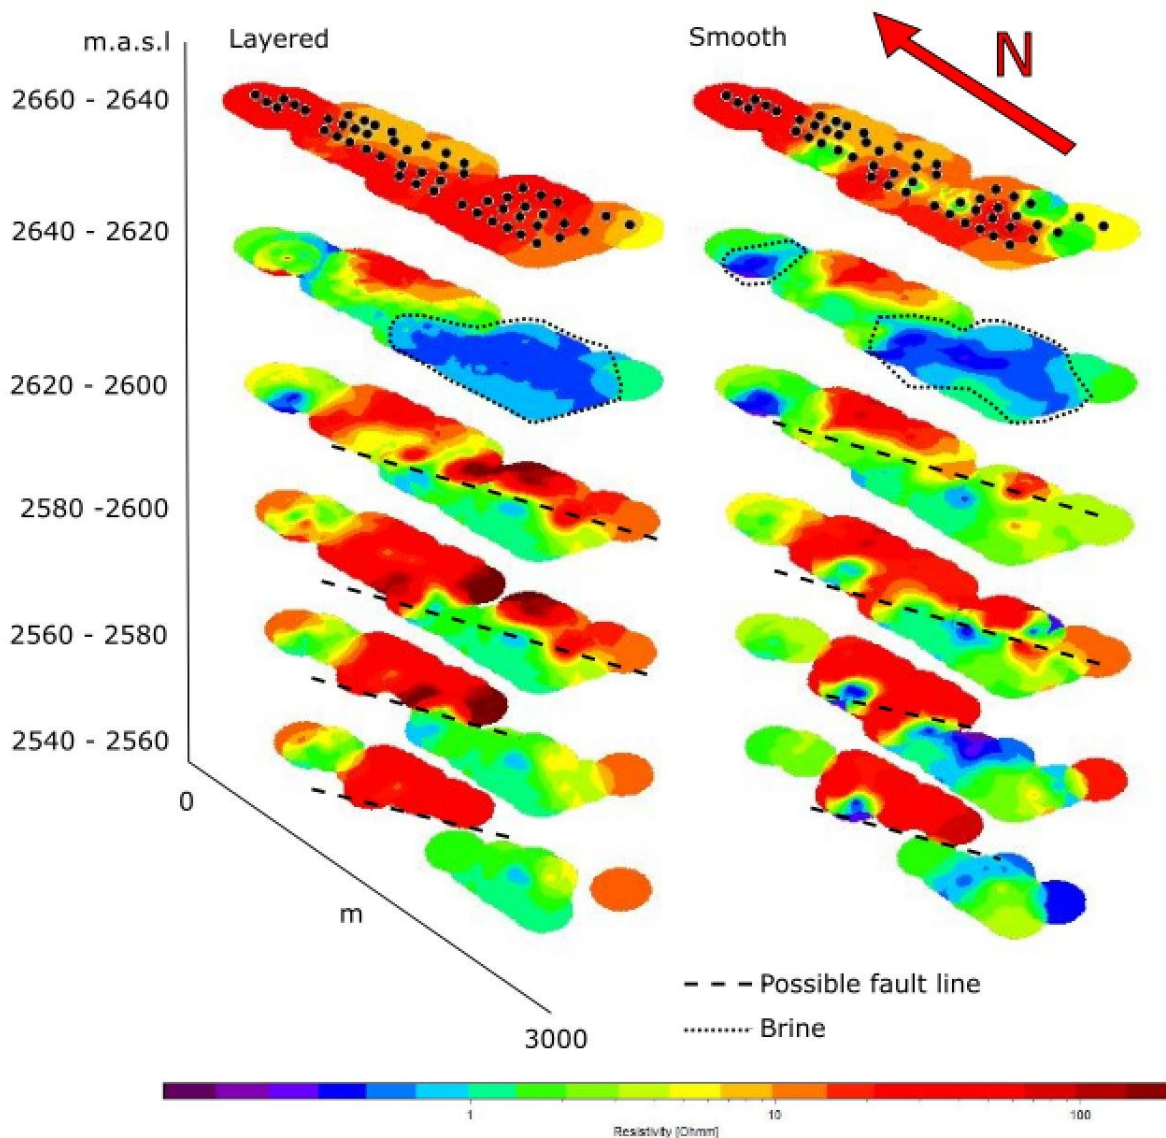 m.a.s.l
Layered
Smooth
N
2660 - 2640
2640 - 2620
2620 - 2600
2580 -2600
2560 - 2580
2540 - 2560
0
m
3000
Possible fault line
Brine
1
10
100
Resistivity [Ohmm]